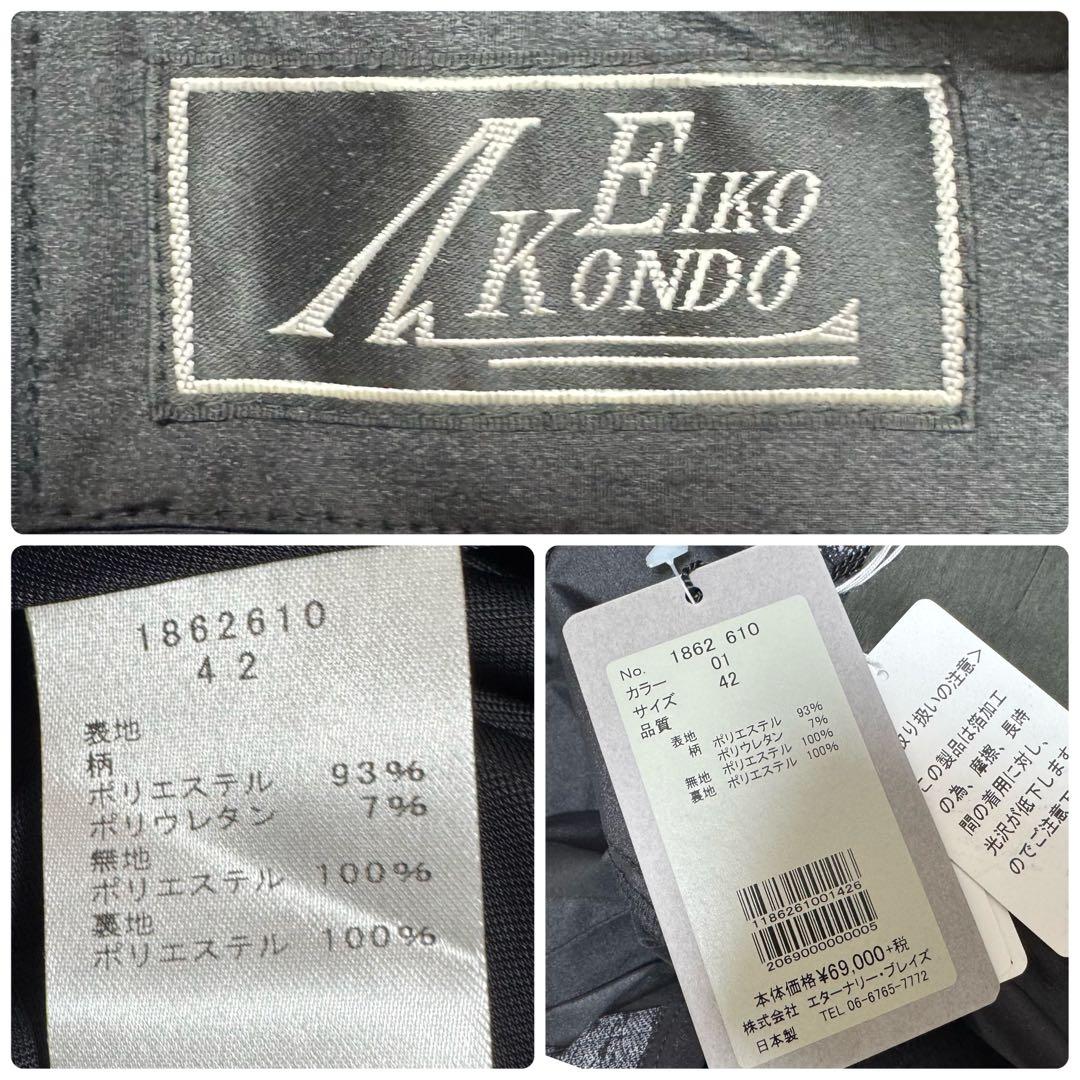 EIKO
KONDO
1862610
42
表地
柄
ポリエステル 93%
ポリウレタン 7%
無地
ポリエステル 100%
裏地
ポリエステル 100%
No. 1862 610
カラー 01
サイズ 42
品質
表地
柄 ポリエステル 93%
ポリウレタン 7%
無地 ポリエステル 100%
裏地 ポリエステル 100%
1186261001426
2069000000005
本体価格¥69,000+税
株式会社 エターナリー・ブレイズ
TEL 06-6765-7772
日本製
取り扱いの注意>
この製品は箔加工
の為、摩擦、長時
間の着用に対し、
光沢が低下しま
のでご注意